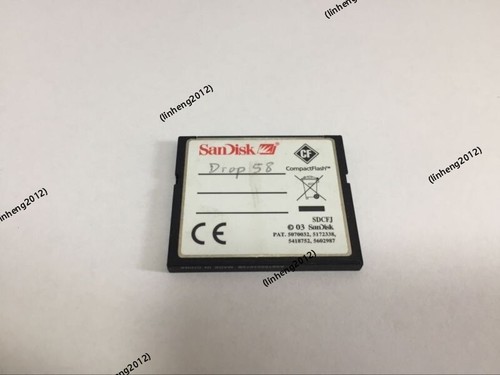 (linheng2012)
(linheng2012)
(linheng2012)
SanDisk
CF
CompactFlash™
Drop 58
SDCFJ
© 03 SanDisk
PAT. 5070032, 5172338,
5418752, 5602987
CE
(linheng2012)
(linheng2012)
(linheng2012)